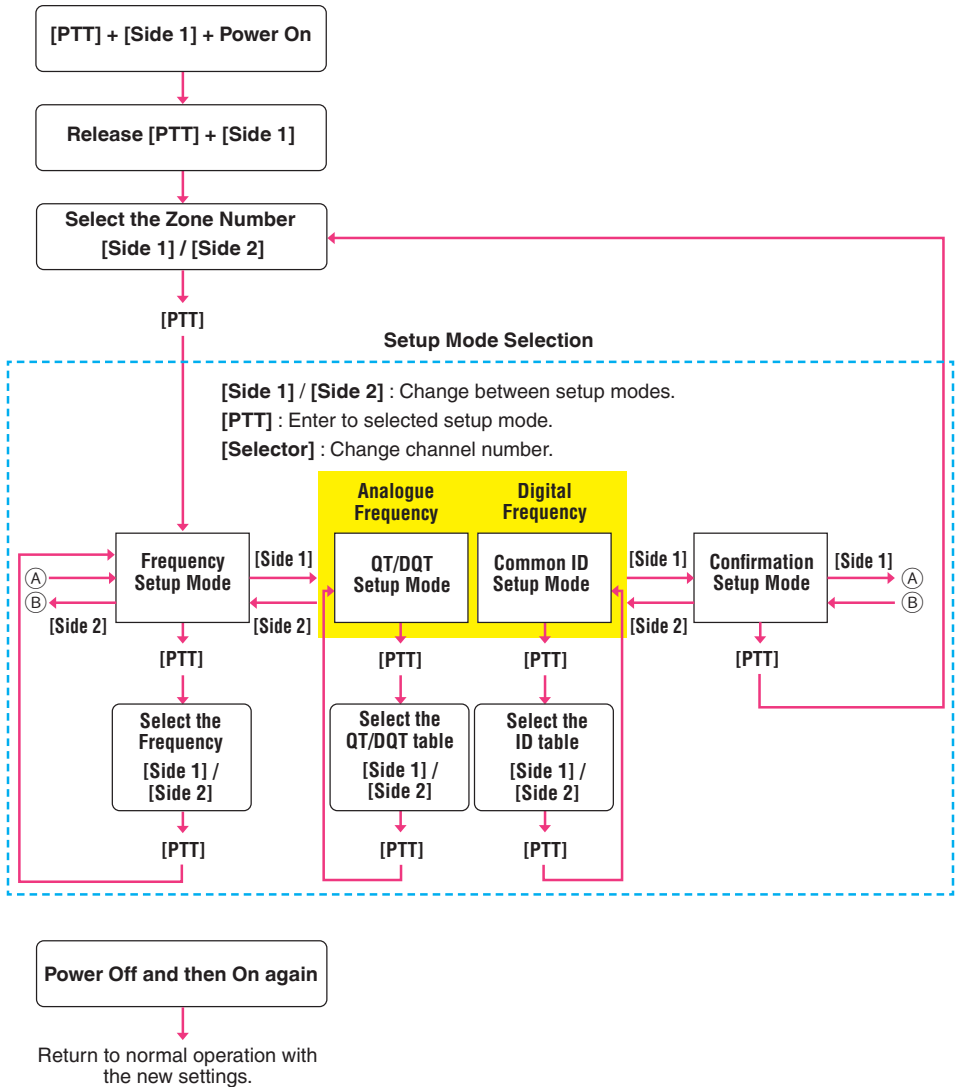 [PTT] + [Side 1] + Power On
Release [PTT] + [Side 1]
Select the Zone Number
[Side 1] / [Side 2]
[PTT]
Setup Mode Selection
[Side 1] / [Side 2] : Change between setup modes.
[PTT] : Enter to selected setup mode.
[Selector] : Change channel number.
Analogue
Frequency
Digital
Frequency
A
B
Frequency
Setup Mode
[Side 1]
[Side 2]
[Side 2]
QT/DQT
Setup Mode
Common ID
Setup Mode
[Side 1]
[Side 2]
Confirmation
Setup Mode
[Side 1]
A
B
[PTT]
[PTT]
[PTT]
[PTT]
Select the
Frequency
[Side 1] /
[Side 2]
Select the
QT/DQT table
[Side 1] /
[Side 2]
Select the
ID table
[Side 1] /
[Side 2]
[PTT]
[PTT]
[PTT]
Power Off and then On again
Return to normal operation with
the new settings.